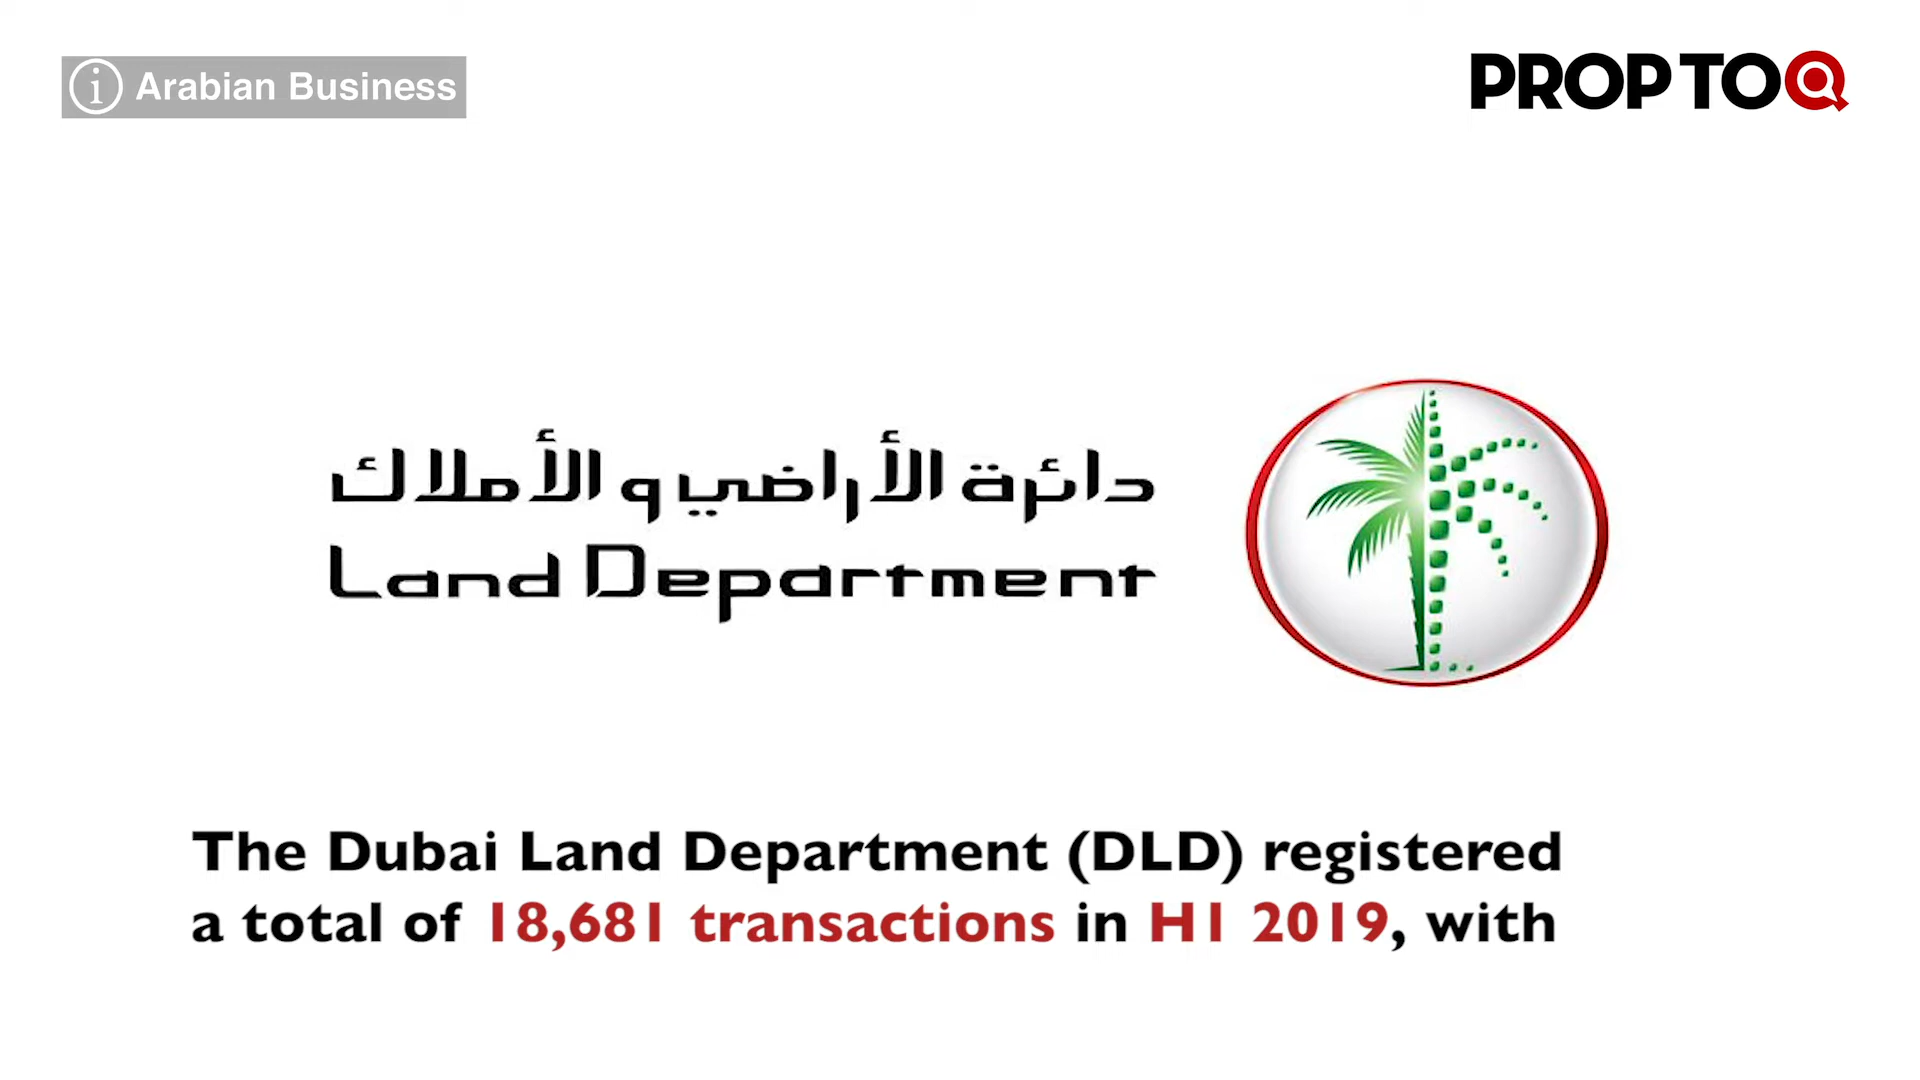 i Arabian Business
PROPTOQ
دائرة الأراضي و الأملاك
Land Department
The Dubai Land Department (DLD) registered
a total of 18,681 transactions in H1 2019, with